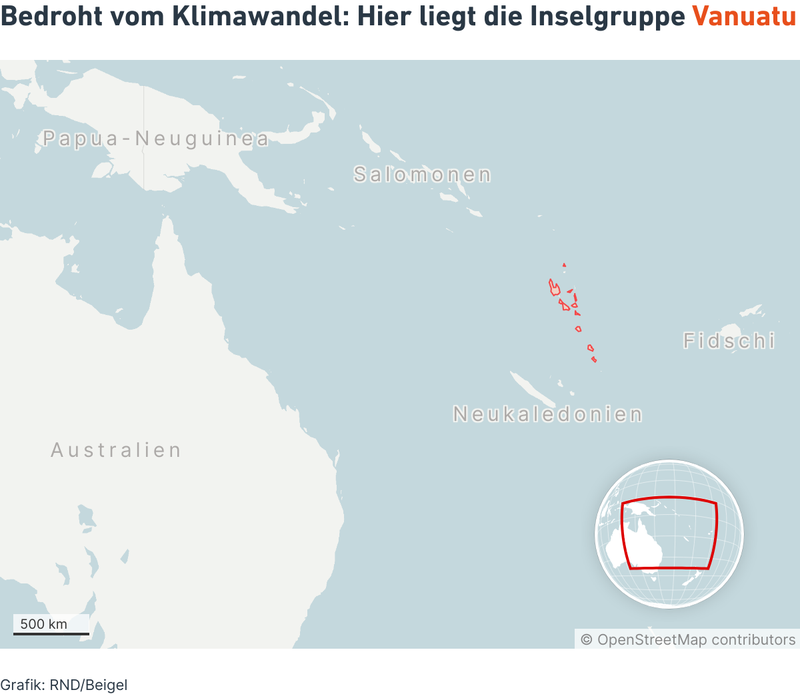 Bedroht vom Klimawandel: Hier liegt die Inselgruppe Vanuatu
Papua-Neuguinea
Salomonen
Fidschi
Neukaledonien
Australien
500 km
© OpenStreetMap contributors
Grafik: RND/Beigel